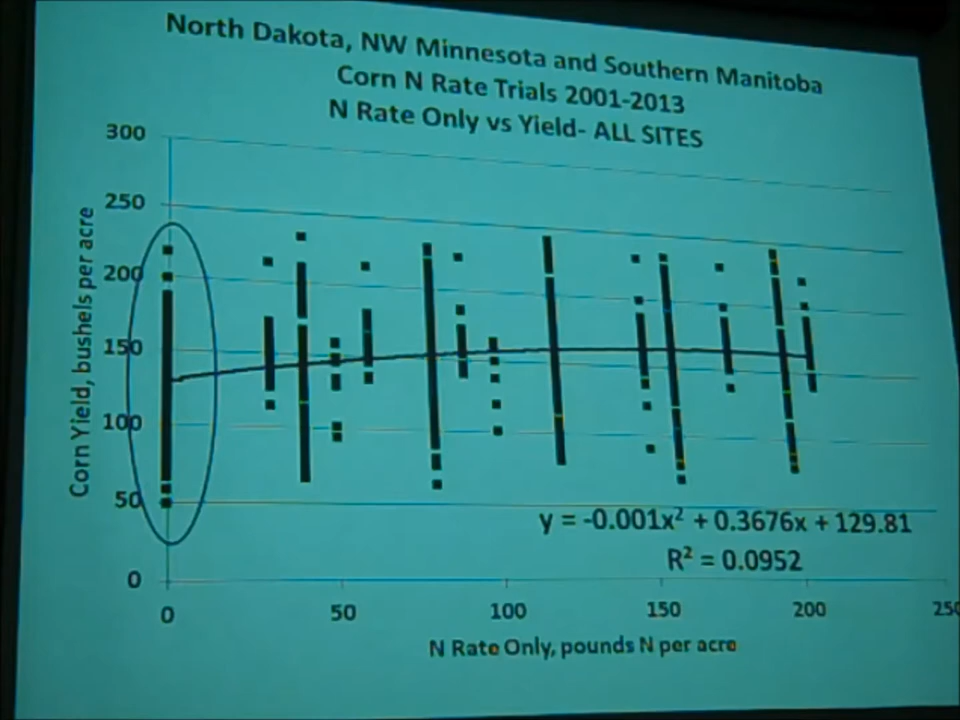 North Dakota, NW Minnesota and Southern Manitoba
Corn N Rate Trials 2001-2013
N Rate Only vs Yield- ALL SITES
300
250
200
150
100
50
0
Corn Yield, bushels per acre
y = -0.001x² + 0.3676x + 129.81
R² = 0.0952
0 50 100 150 200 250
N Rate Only, pounds N per acre